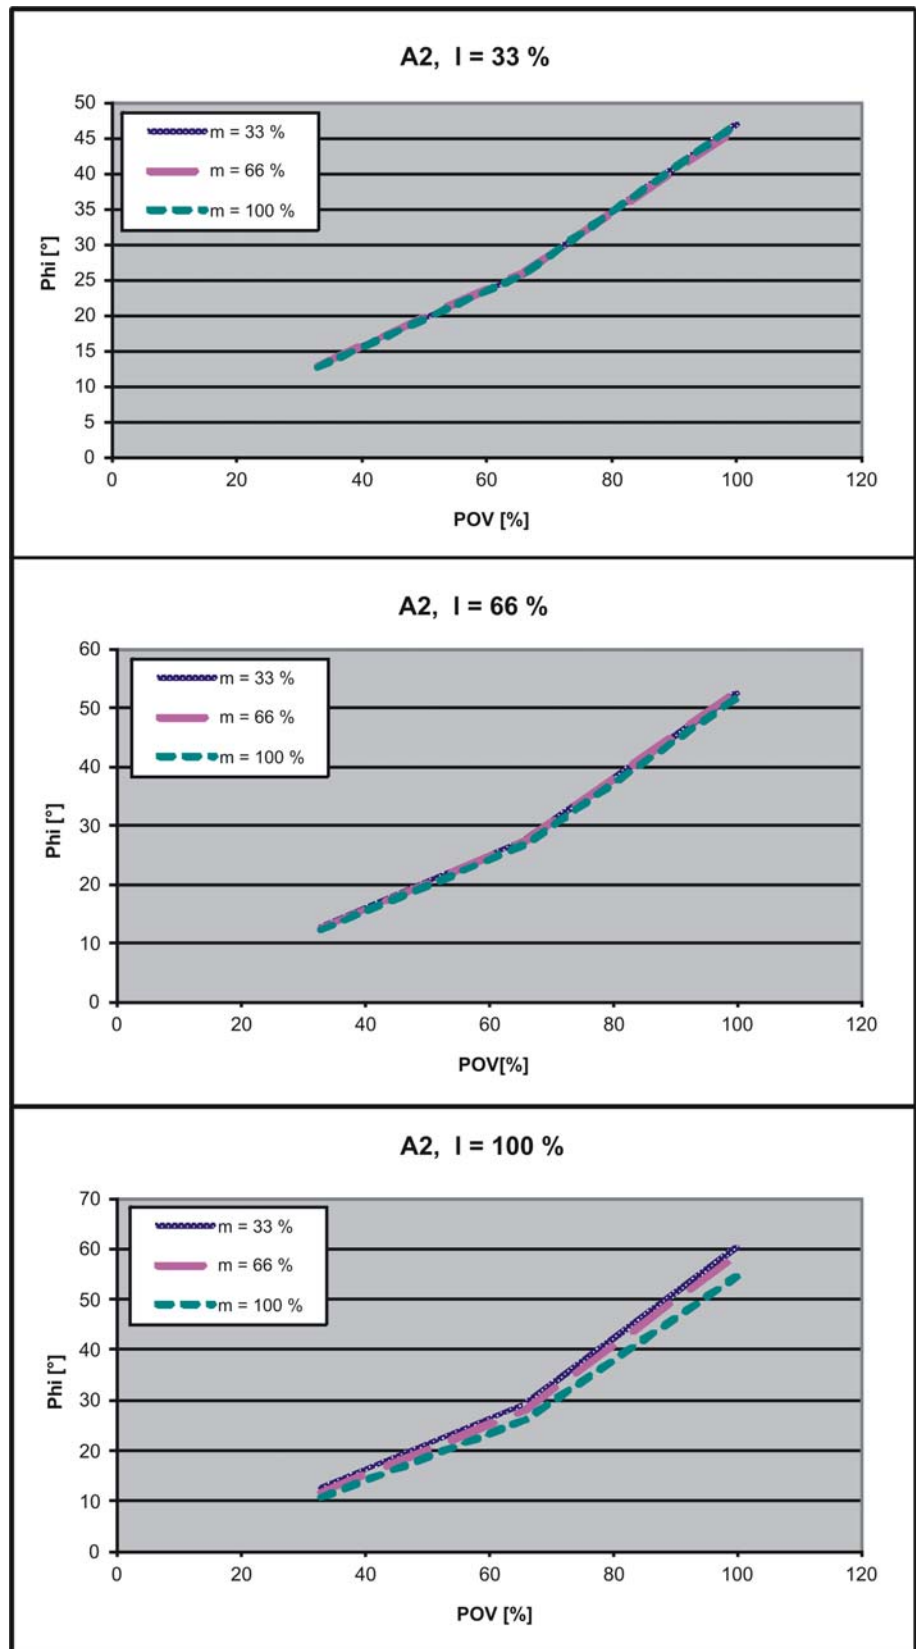 A2, l = 33 %
50
45
40
35
30
25
20
15
10
5
0
m = 33 %
m = 66 %
m = 100 %
Phi [°]
0 20 40 60 80 100 120
POV [%]
A2, l = 66 %
60
50
40
30
20
10
0
m = 33 %
m = 66 %
m = 100 %
Phi [°]
0 20 40 60 80 100 120
POV[%]
A2, l = 100 %
70
60
50
40
30
20
10
0
m = 33 %
m = 66 %
m = 100 %
Phi [°]
0 20 40 60 80 100 120
POV [%]